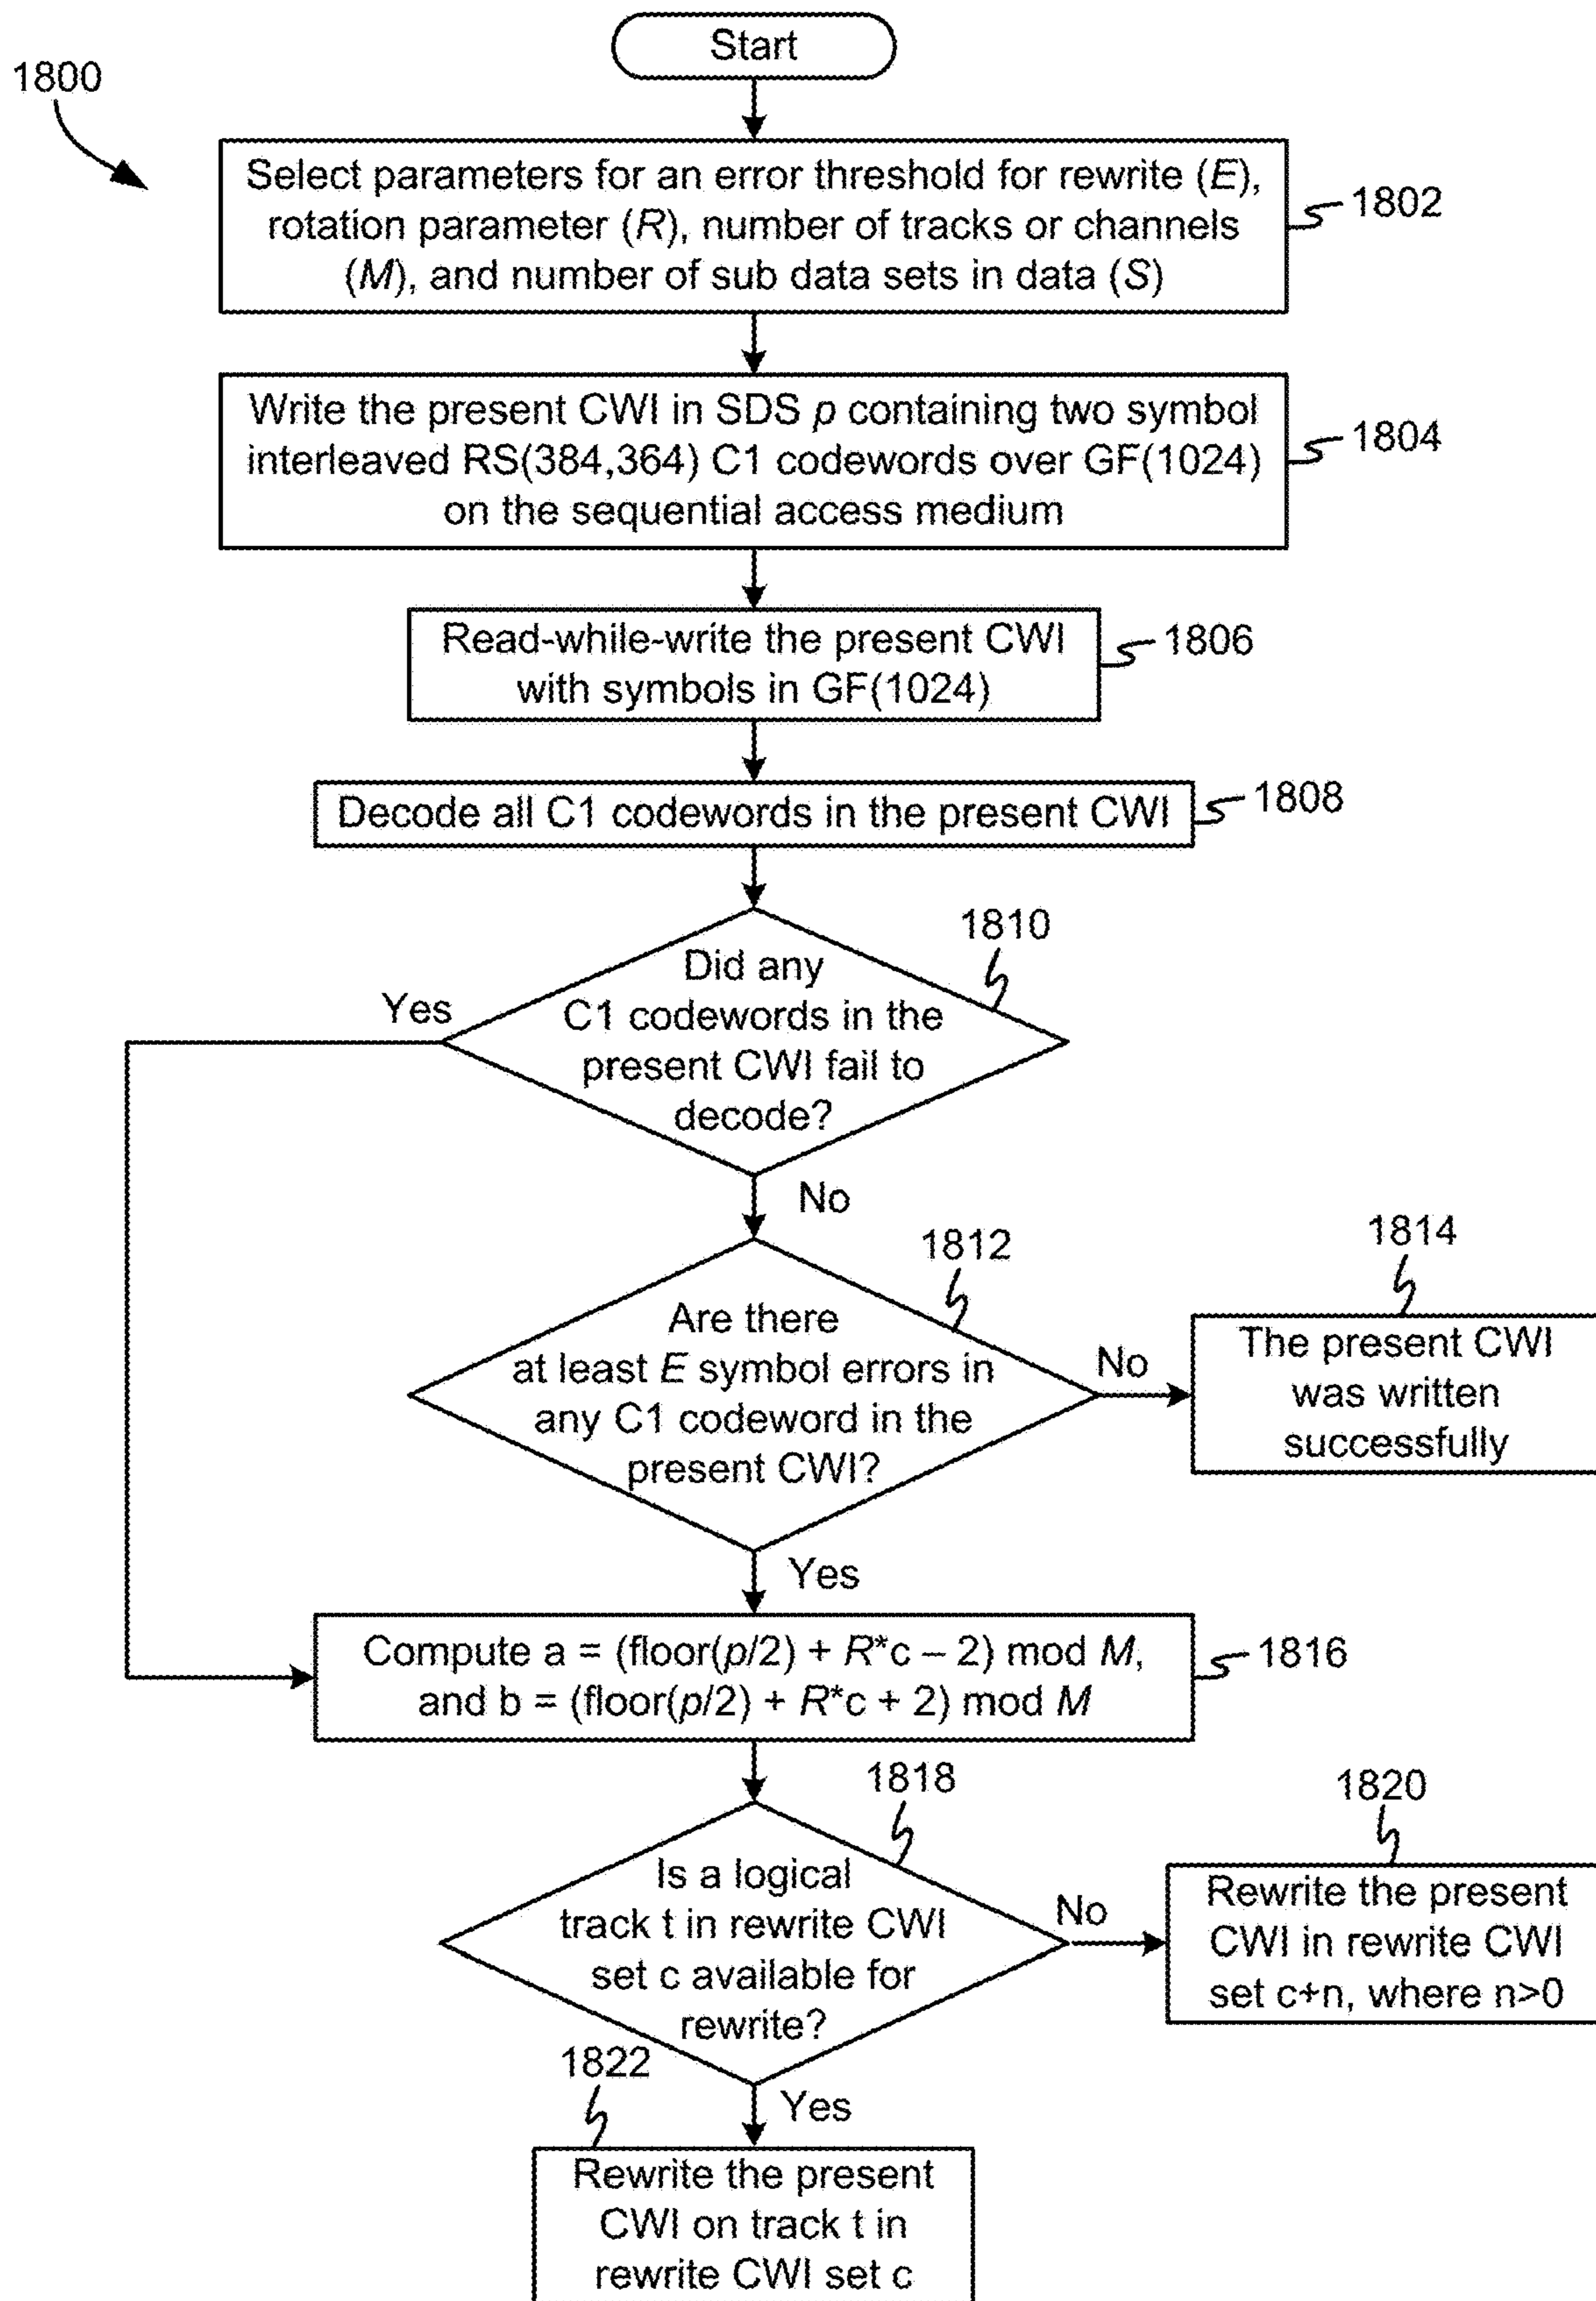 Start
1800
Select parameters for an error threshold for rewrite (E),
rotation parameter (R), number of tracks or channels
(M), and number of sub data sets in data (S)
1802
Write the present CWI in SDS p containing two symbol
interleaved RS(384,364) C1 codewords over GF(1024)
on the sequential access medium
1804
Read-while-write the present CWI
with symbols in GF(1024)
1806
Decode all C1 codewords in the present CWI
1808
1810
Did any
C1 codewords in the
present CWI fail to
decode?
Yes
No
1812
Are there
at least E symbol errors in
any C1 codeword in the
present CWI?
No
1814
The present CWI
was written
successfully
Yes
Compute a = (floor(p/2) + R*c – 2) mod M,
and b = (floor(p/2) + R*c + 2) mod M
1816
1818
Is a logical
track t in rewrite CWI
set c available for
rewrite?
No
1820
Rewrite the present
CWI in rewrite CWI
set c+n, where n>0
Yes
1822
Rewrite the present
CWI on track t in
rewrite CWI set c